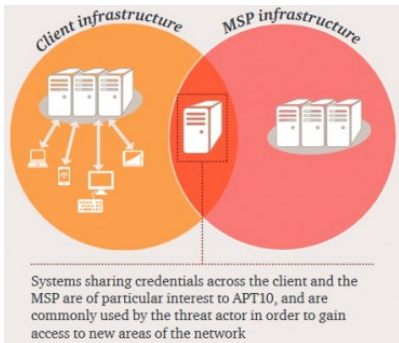 Client infrastructure
MSP infrastructure
Systems sharing credentials across the client and the
MSP are of particular interest to APT10, and are
commonly used by the threat actor in order to gain
access to new areas of the network